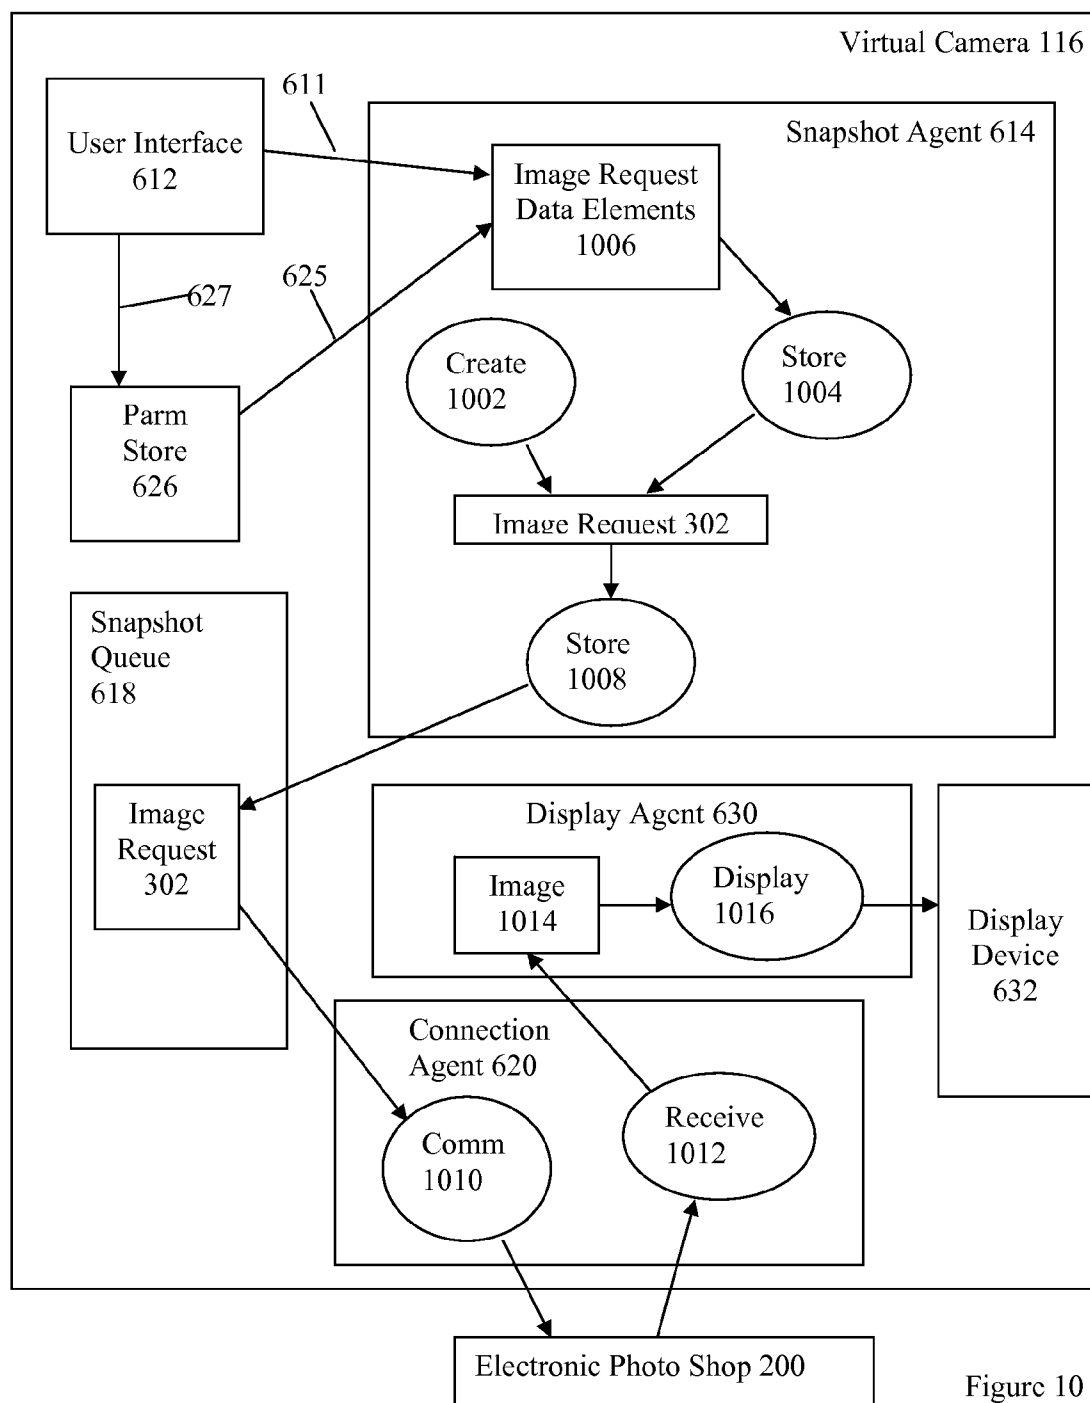 Virtual Camera 116
611
User Interface
612
Snapshot Agent 614
Image Request
Data Elements
1006
627
625
Create
1002
Store
1004
Parm
Store
626
Image Request 302
Snapshot
Queue
618
Store
1008
Image
Request
302
Display Agent 630
Image
1014
Display
1016
Display
Device
632
Connection
Agent 620
Comm
1010
Receive
1012
Electronic Photo Shop 200
Figure 10